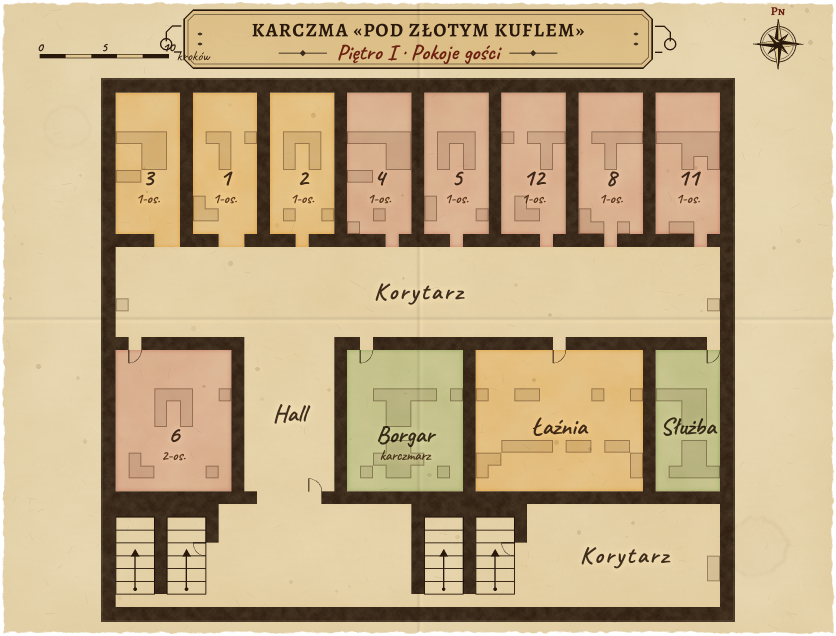 KARCZMA «POD ZŁOTYM KUFLEM»
Piętro I · Pokoje gości
0 5 10
kroków
Pn
3 1 2 4 5 12 8 11
1-os. 1-os. 1-os. 1-os. 1-os. 1-os. 1-os. 1-os.
Korytarz
Hall
6
2-os.
Borgar
karczmarz
Łaźnia
Służba
Korytarz